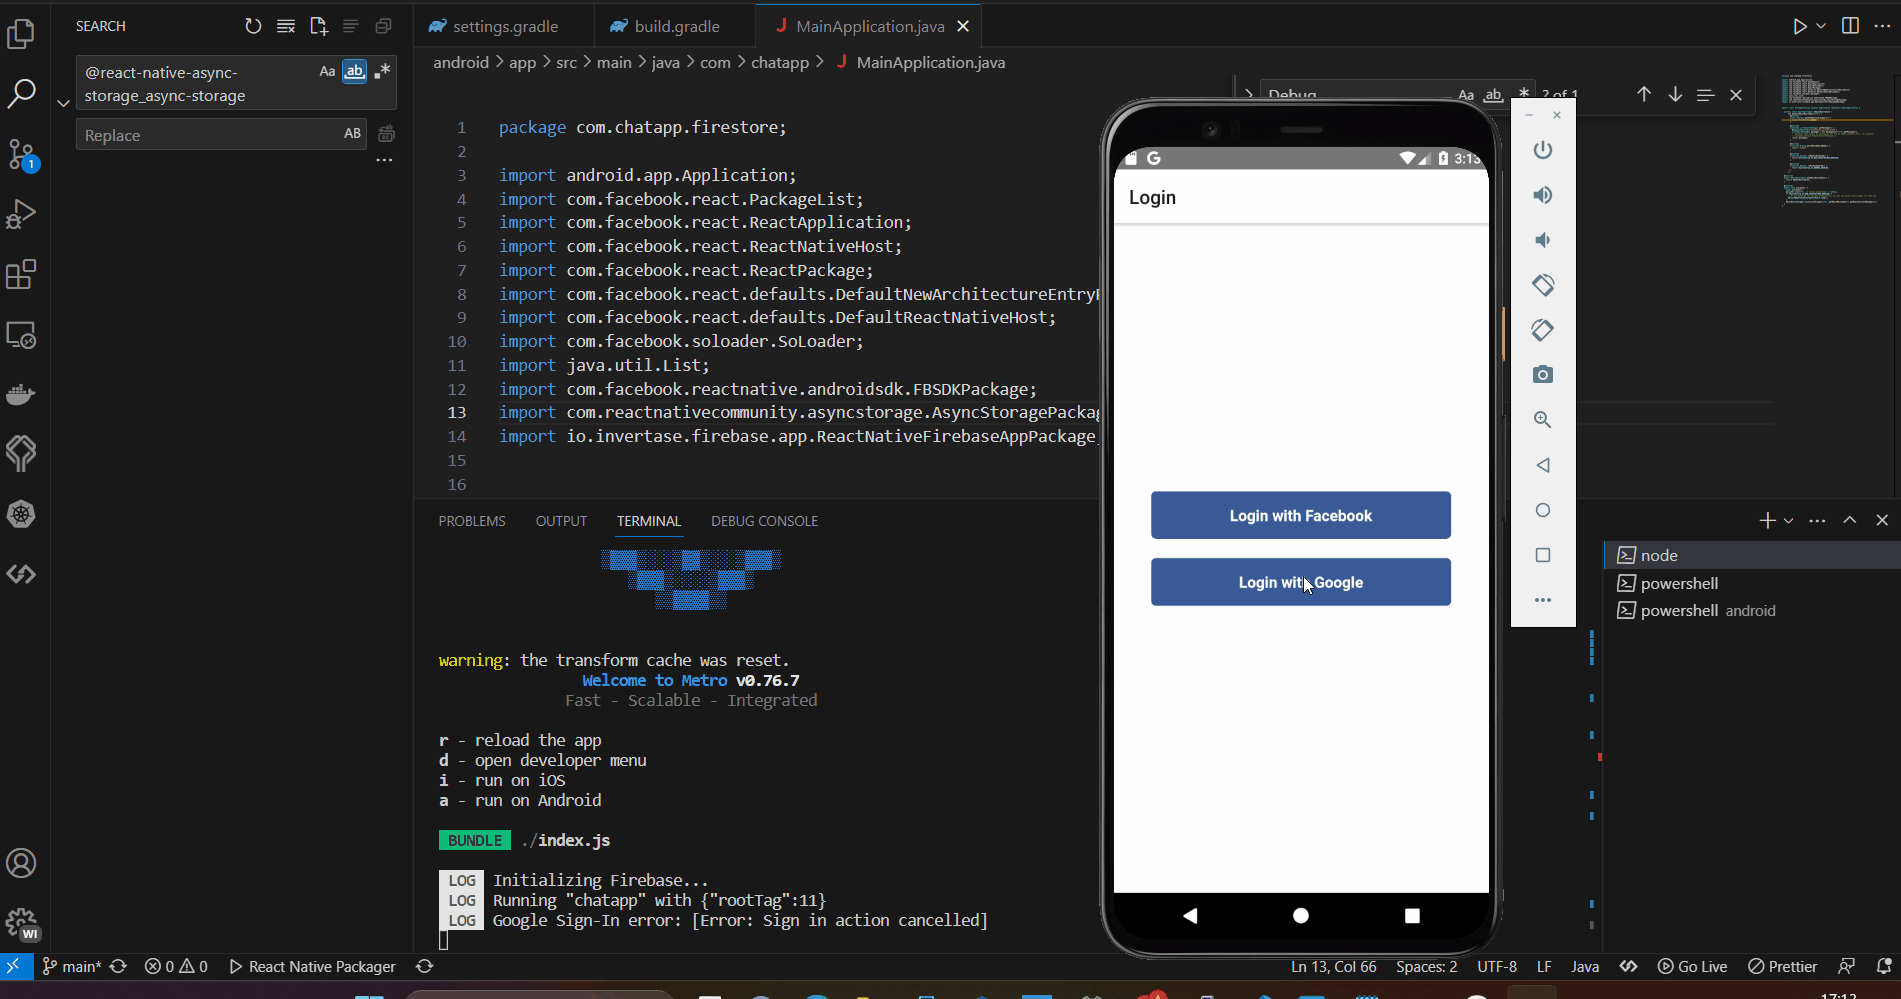 SEARCH
@react-native-async-
storage_async-storage
Aa
ab
Replace
AB
1
WI
settings.gradle
build.gradle
MainApplication.java
android > app > src > main > java > com > chatapp > J MainApplication.java
Debug
Aa ab
? of 1
1 package com.chatapp.firestore;
2
3 import android.app.Application;
4 import com.facebook.react.PackageList;
5 import com.facebook.react.ReactApplication;
6 import com.facebook.react.ReactNativeHost;
7 import com.facebook.react.ReactPackage;
8 import com.facebook.react.defaults.DefaultNewArchitectureEntry
9 import com.facebook.react.defaults.DefaultReactNativeHost;
10 import com.facebook.soloader.SoLoader;
11 import java.util.List;
12 import com.facebook.reactnative.androidsdk.FBSDKPackage;
13 import com.reactnativecommunity.asyncstorage.AsyncStoragePackag
14 import io.invertase.firebase.app.ReactNativeFirebaseAppPackage
15
16
PROBLEMS
OUTPUT
TERMINAL
DEBUG CONSOLE
warning: the transform cache was reset.
Welcome to Metro v0.76.7
Fast - Scalable - Integrated
r - reload the app
d - open developer menu
i - run on iOS
a - run on Android
BUNDLE ./index.js
LOG Initializing Firebase...
LOG Running "chatapp" with {"rootTag":11}
LOG Google Sign-In error: [Error: Sign in action cancelled]
G
3:13
Login
Login with Facebook
Login with Google
node
powershell
powershell android
main*
0
0
React Native Packager
Ln 13, Col 66
Spaces: 2
UTF-8
LF
Java
Go Live
Prettier
17:13